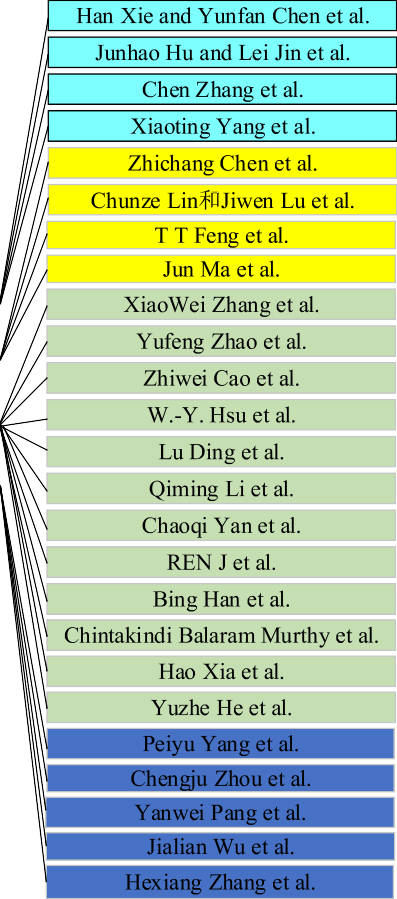 Han Xie and Yunfan Chen et al.
Junhao Hu and Lei Jin et al.
Chen Zhang et al.
Xiaoting Yang et al.
Zhichang Chen et al.
Chunze Lin和Jiwen Lu et al.
T T Feng et al.
Jun Ma et al.
XiaoWei Zhang et al.
Yufeng Zhao et al.
Zhiwei Cao et al.
W.-Y. Hsu et al.
Lu Ding et al.
Qiming Li et al.
Chaoqi Yan et al.
REN J et al.
Bing Han et al.
Chintakindi Balaram Murthy et al.
Hao Xia et al.
Yuzhe He et al.
Peiyu Yang et al.
Chengju Zhou et al.
Yanwei Pang et al.
Jialian Wu et al.
Hexiang Zhang et al.